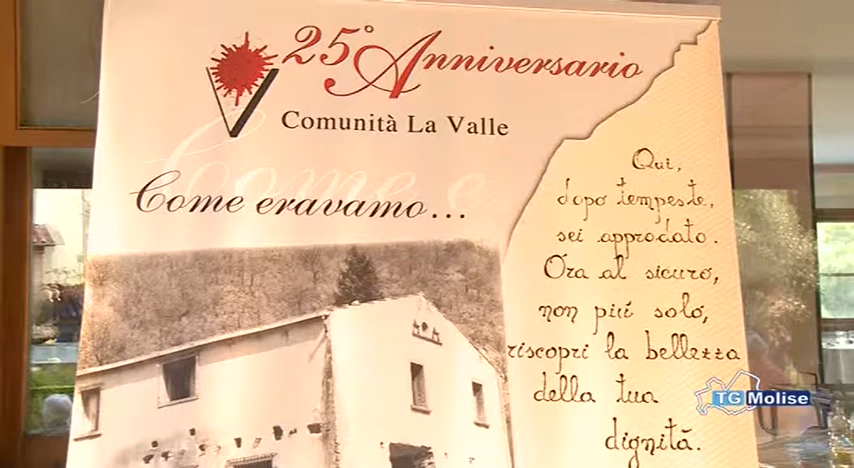 25° Anniversario
Comunità La Valle
Come e
Come eravamo...
Qui,
dopo tempeste,
sei approdato.
Ora al sicuro,
non più solo,
riscopri la bellezza
della tua
dignità.
TG Molise